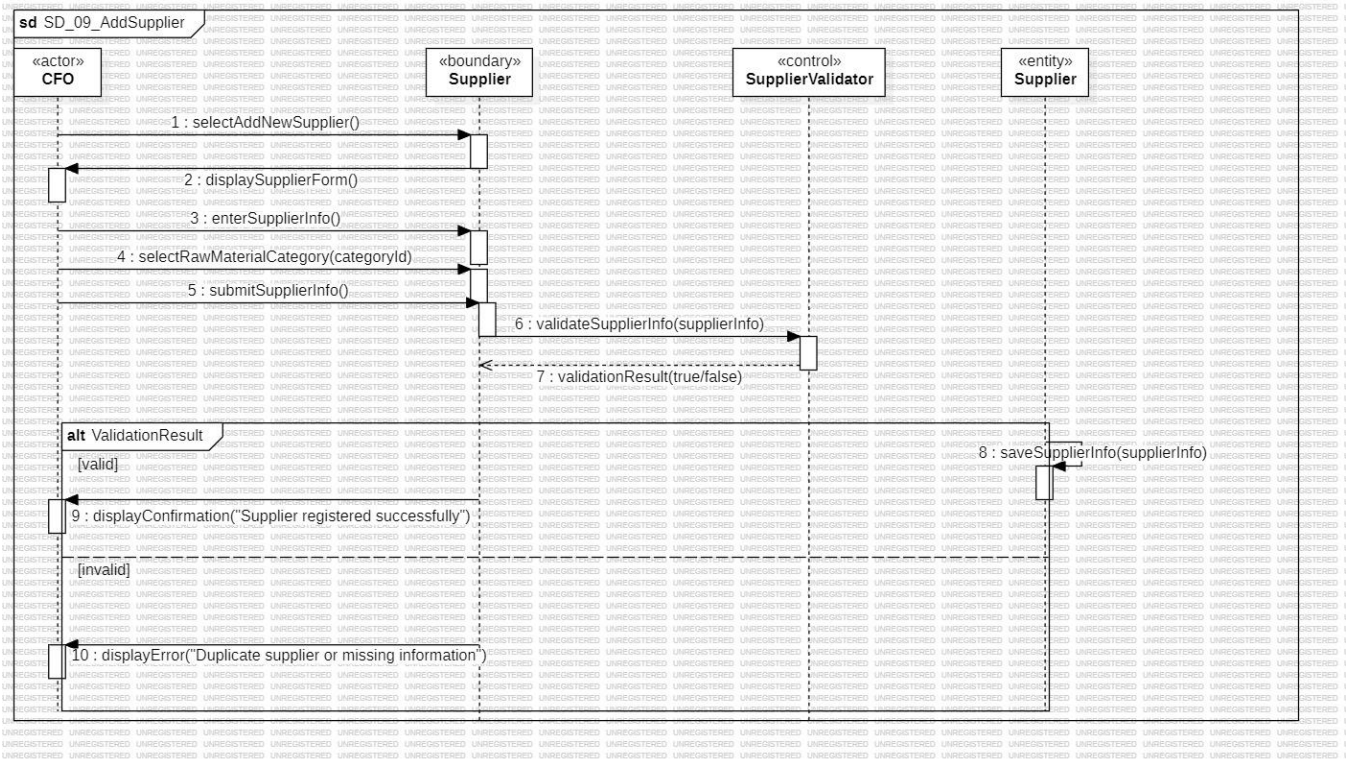 sd SD_09_AddSupplier
«actor»
CFO
«boundary»
Supplier
«control»
SupplierValidator
«entity»
Supplier
1 : selectAddNewSupplier()
2 : displaySupplierForm()
3 : enterSupplierInfo()
4 : selectRawMaterialCategory(categoryId)
5 : submitSupplierInfo()
6 : validateSupplierInfo(supplierInfo)
7 : validationResult(true/false)
alt ValidationResult
[valid]
8 : saveSupplierInfo(supplierInfo)
9 : displayConfirmation("Supplier registered successfully")
[invalid]
10 : displayError("Duplicate supplier or missing information")
UNREGISTERED